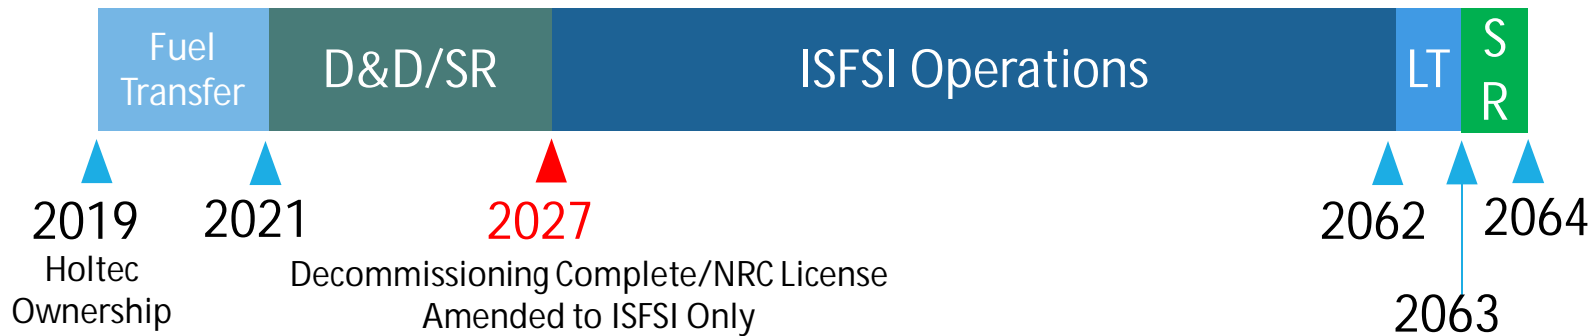 Fuel
Transfer
D&D/SR
ISFSI Operations
LT
S
R
2019
2021
2027
2062
2064
Holtec
Ownership
Decommissioning Complete/NRC License
Amended to ISFSI Only
2063